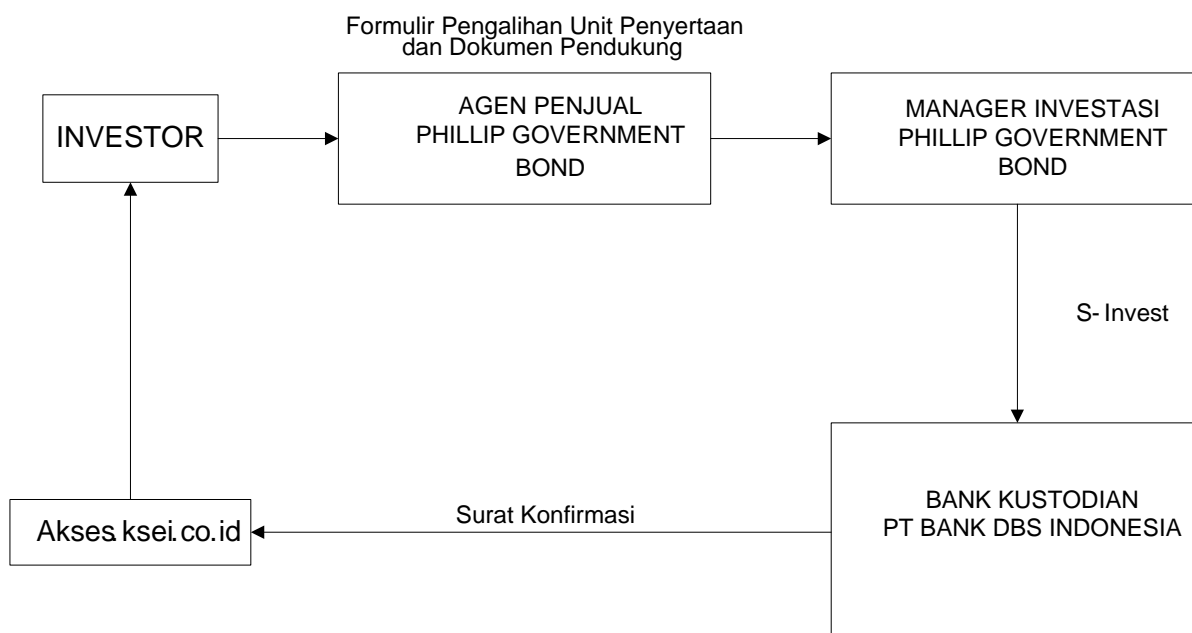 Formulir Pengalihan Unit Penyertaan
dan Dokumen Pendukung
INVESTOR
AGEN PENJUAL
PHILLIP GOVERNMENT
BOND
MANAGER INVESTASI
PHILLIP GOVERNMENT
BOND
S- Invest
BANK KUSTODIAN
PT BANK DBS INDONESIA
Surat Konfirmasi
Akses.ksei.co.id